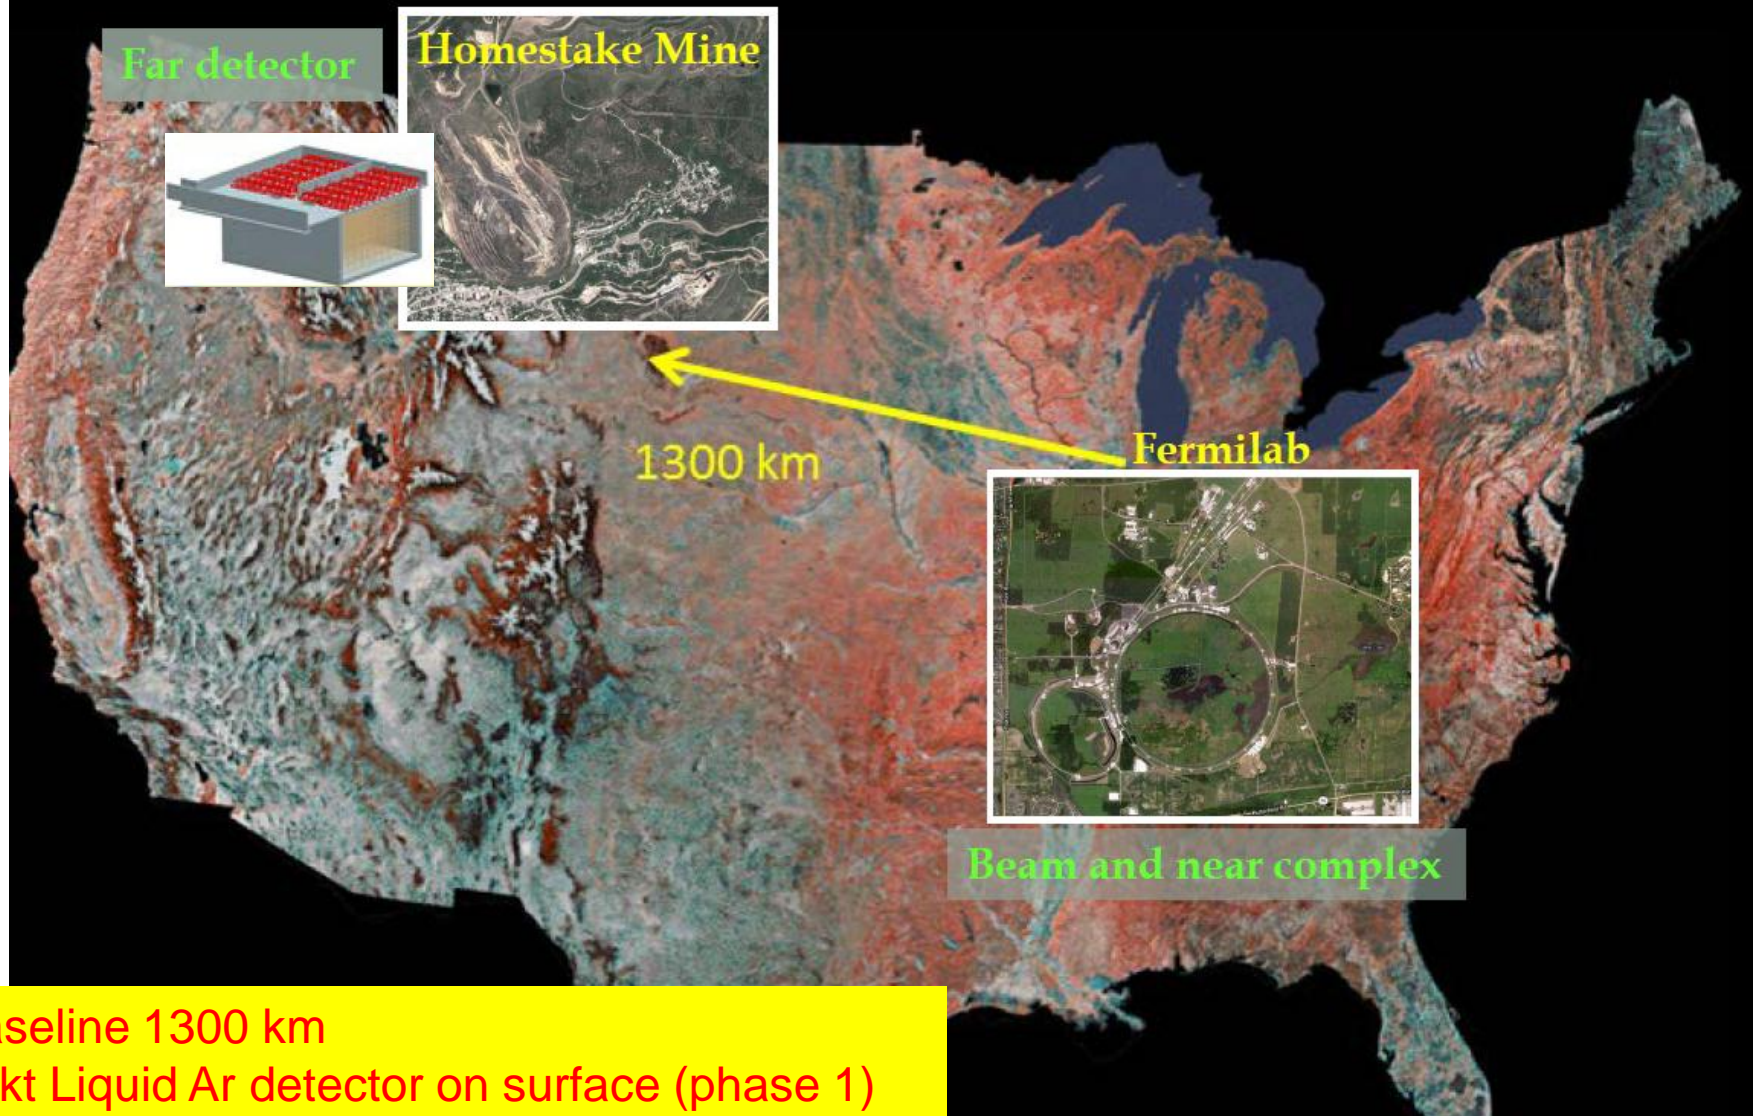 Far detector
Homestake Mine
1300 km
Fermilab
Beam and near complex
aseline 1300 km
kt Liquid Ar detector on surface (phase 1)